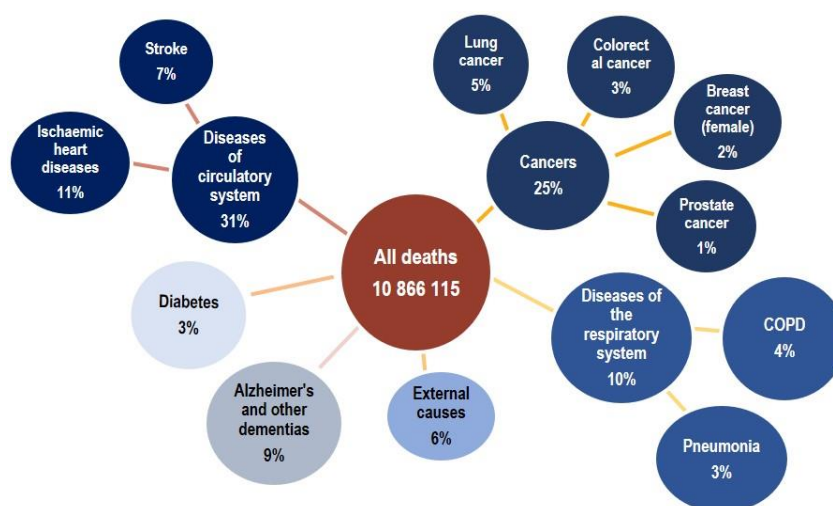 Stroke
7%
Ischaemic
heart
diseases
11%
Diseases
of
circulatory
system
31%
Lung
cancer
5%
Colorect
al cancer
3%
Breast
cancer
(female)
2%
Cancers
25%
Prostate
cancer
1%
All deaths
10 866 115
Diabetes
3%
Alzheimer's
and other
dementias
9%
External
causes
6%
Diseases of
the
respiratory
system
10%
COPD
4%
Pneumonia
3%